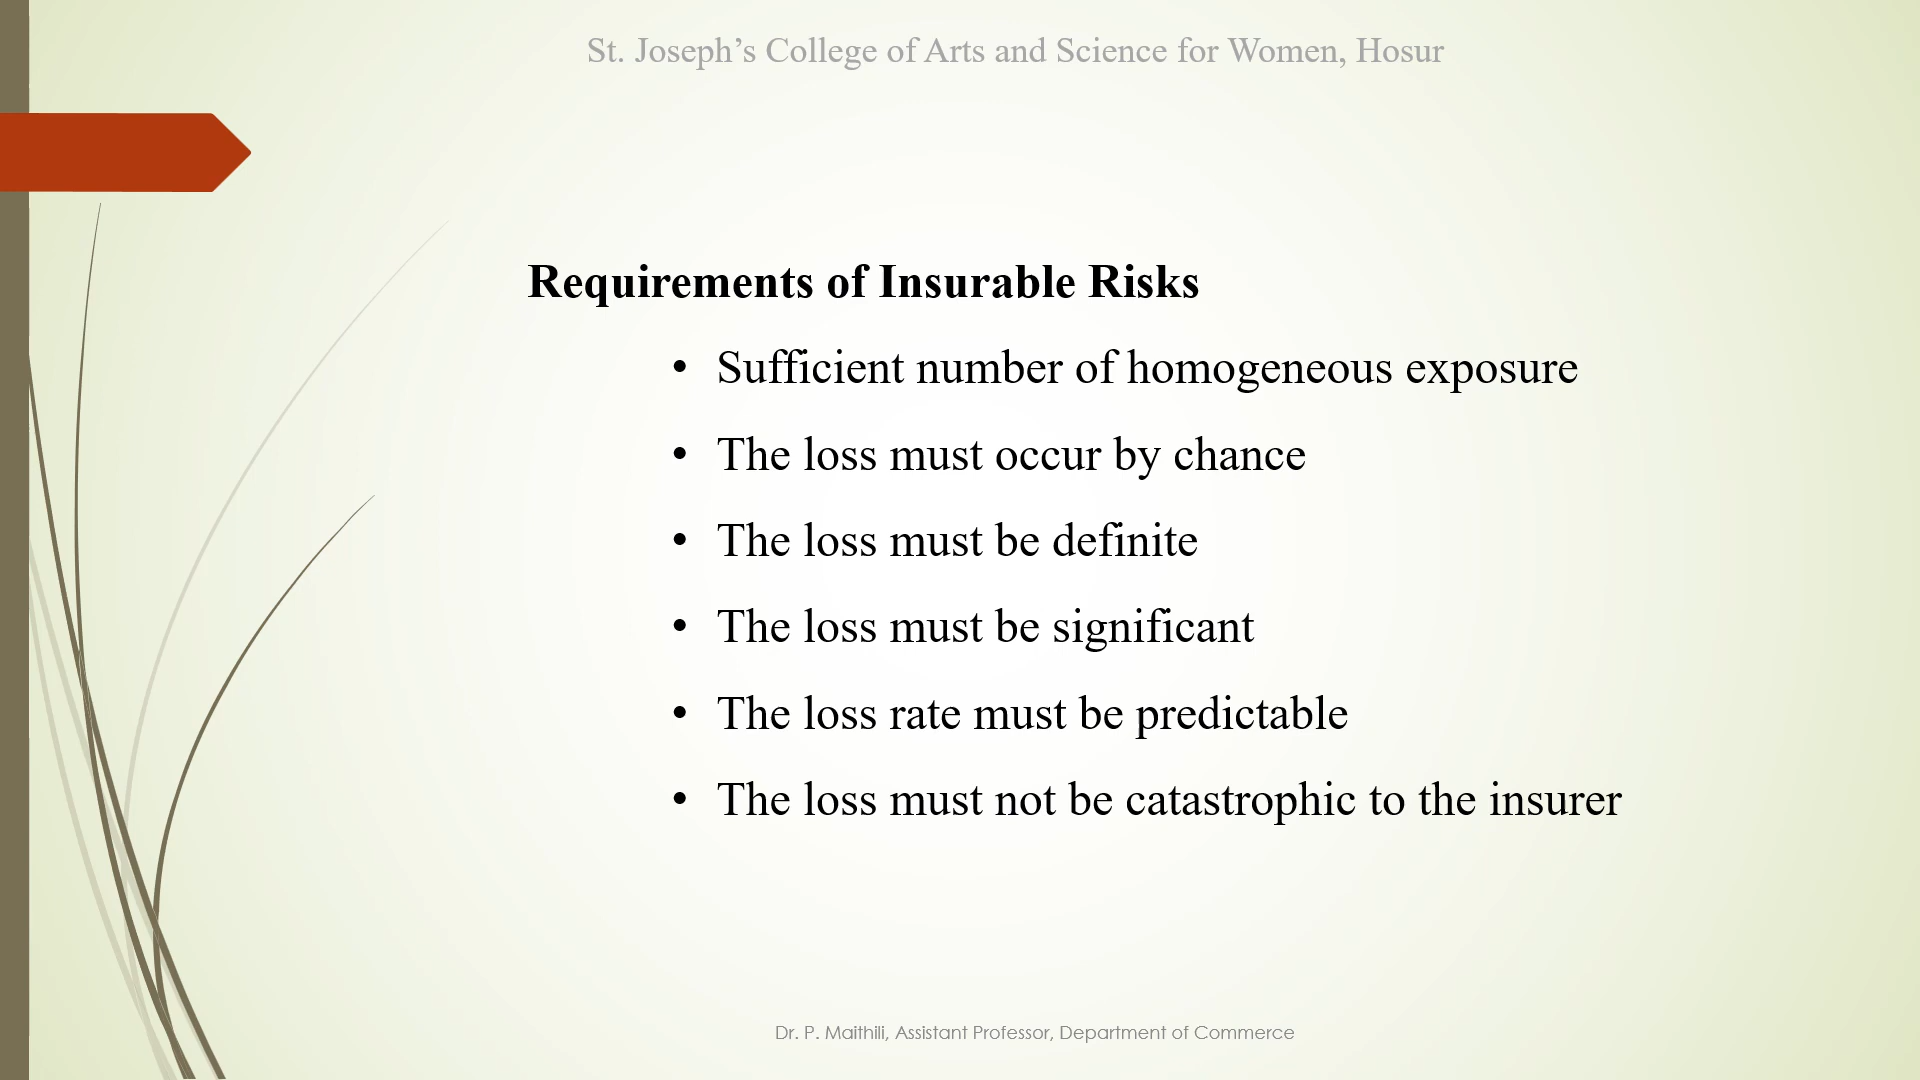 St. Joseph’s College of Arts and Science for Women, Hosur
Requirements of Insurable Risks
• Sufficient number of homogeneous exposure
• The loss must occur by chance
• The loss must be definite
• The loss must be significant
• The loss rate must be predictable
• The loss must not be catastrophic to the insurer
Dr. P. Maithili, Assistant Professor, Department of Commerce